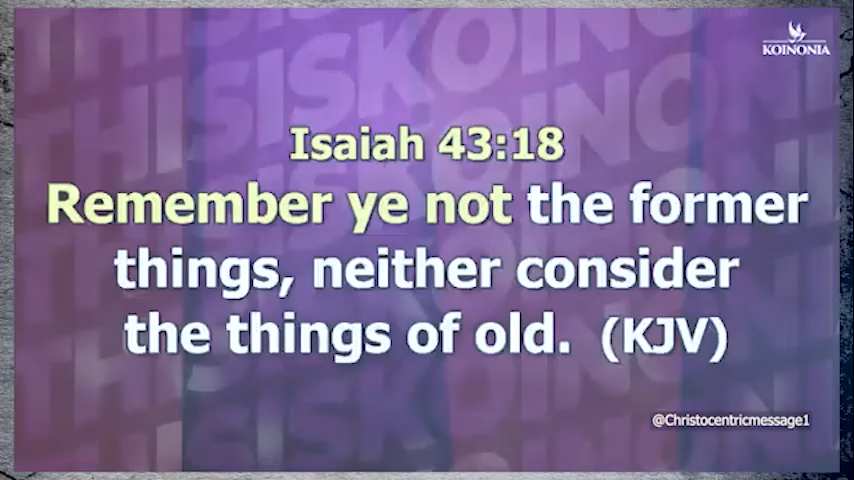 KOINONIA
Isaiah 43:18
Remember ye not the former
things, neither consider
the things of old. (KJV)
@Christocentricmessage1